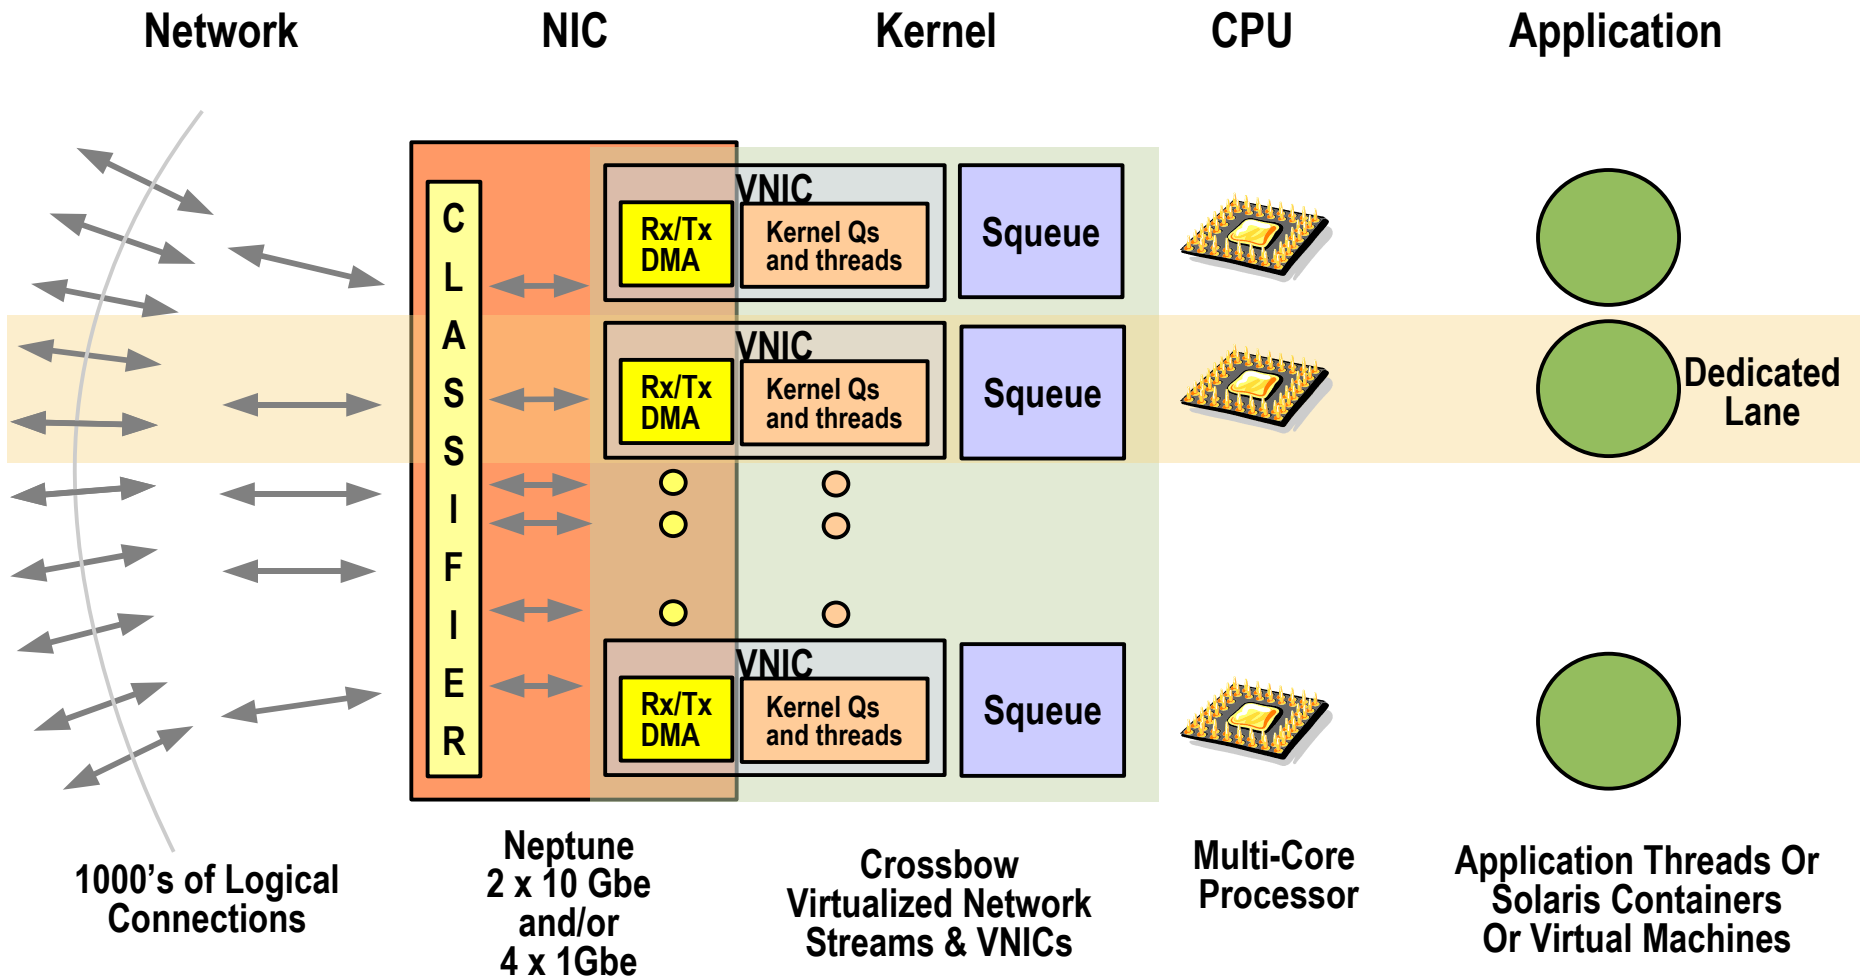 Network
NIC
Kernel
CPU
Application
C
L
A
S
S
I
F
I
E
R
VNIC
Rx/Tx
DMA
Kernel Qs
and threads
Squeue
VNIC
Rx/Tx
DMA
Kernel Qs
and threads
Squeue
Dedicated
Lane
VNIC
Rx/Tx
DMA
Kernel Qs
and threads
Squeue
1000’s of Logical
Connections
Neptune
2 x 10 Gbe
and/or
4 x 1Gbe
Crossbow
Virtualized Network
Streams & VNICs
Multi-Core
Processor
Application Threads Or
Solaris Containers
Or Virtual Machines